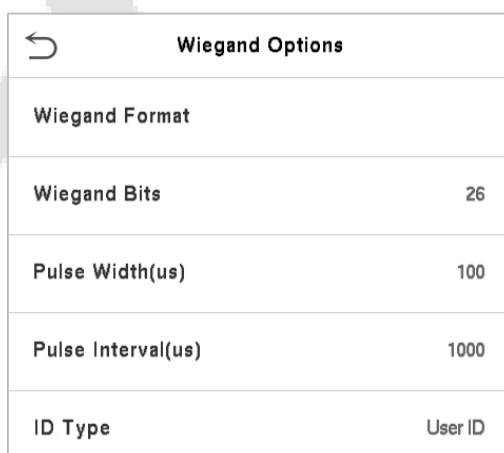 Wiegand Options
Wiegand Format
Wiegand Bits 26
Pulse Width(us) 100
Pulse Interval(us) 1000
ID Type User ID